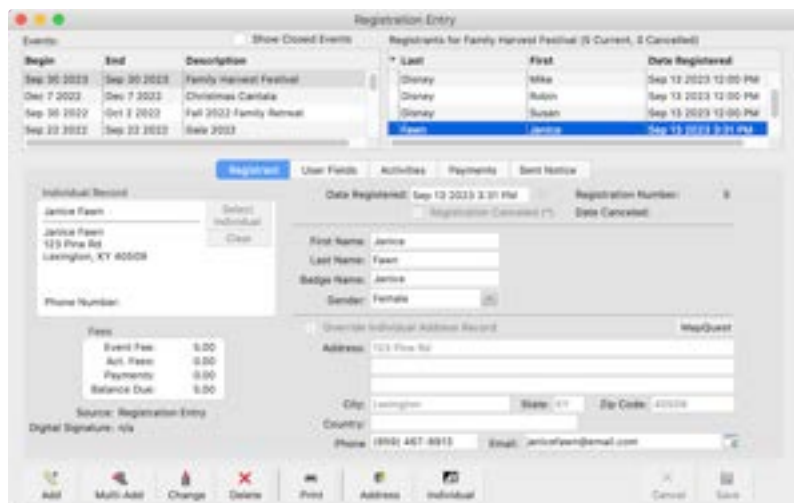 Registration Entry
Events:
Show Closed Events
Registrants for Family Harvest Festival (5 Current, 0 Cancelled)
Begin End Description
Sep 30 2023 Sep 30 2023 Family Harvest Festival
Dec 7 2022 Dec 7 2022 Christmas Cantata
Sep 30 2022 Oct 2 2022 Fall 2022 Family Retreat
Sep 22 2022 Sep 22 2022 Gala 2022
* Last First Date Registered
Disney Mike Sep 13 2023 12:00 PM
Disney Robin Sep 13 2023 12:00 PM
Disney Susan Sep 13 2023 12:00 PM
Fawn Janice Sep 13 2023 3:31 PM
Registrant User Fields Activities Payments Sent Notice
Individual Record
Janice Fawn
Select Individual
Clear
Janice Fawn
123 Pine Rd
Lexington, KY 40509
Phone Number:
Fees
Event Fee: 5.00
Act. Fees: 0.00
Payments: 0.00
Balance Due: 5.00
Source: Registration Entry
Digital Signature: n/a
Date Registered: Sep 13 2023 3:31 PM
Registration Number:
Registration Canceled (*)
Date Canceled:
First Name: Janice
Last Name: Fawn
Badge Name: Janice
Gender: Female
Override Individual Address Record
MapQuest
Address: 123 Pine Rd
City: Lexington State: KY Zip Code: 40509
Country:
Phone (859) Email: janicefawn@email.com
Add Multi-Add Change Delete Print Address Individual Cancel Save